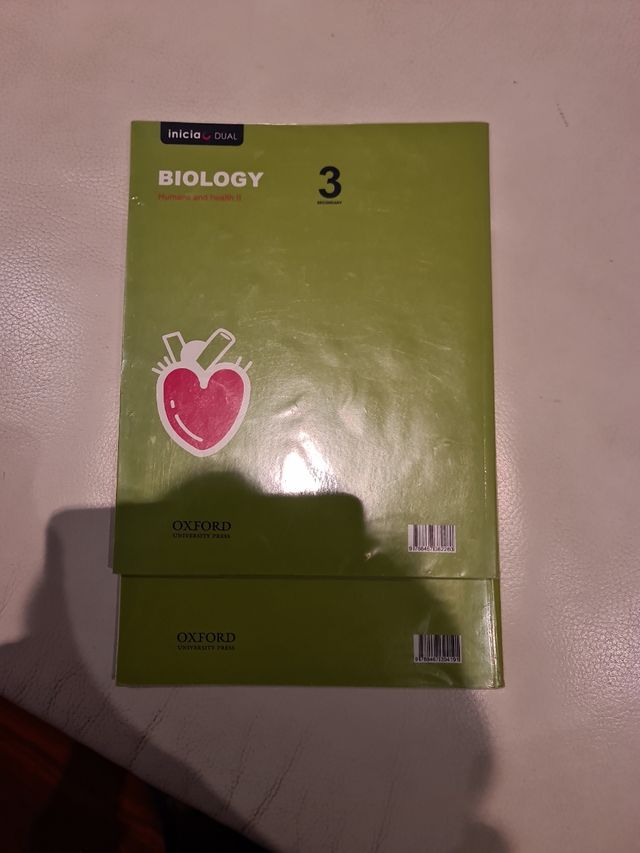 inicia DUAL
BIOLOGY
3
SECONDARY
Humans and health II
OXFORD
UNIVERSITY PRESS
OXFORD
UNIVERSITY PRESS